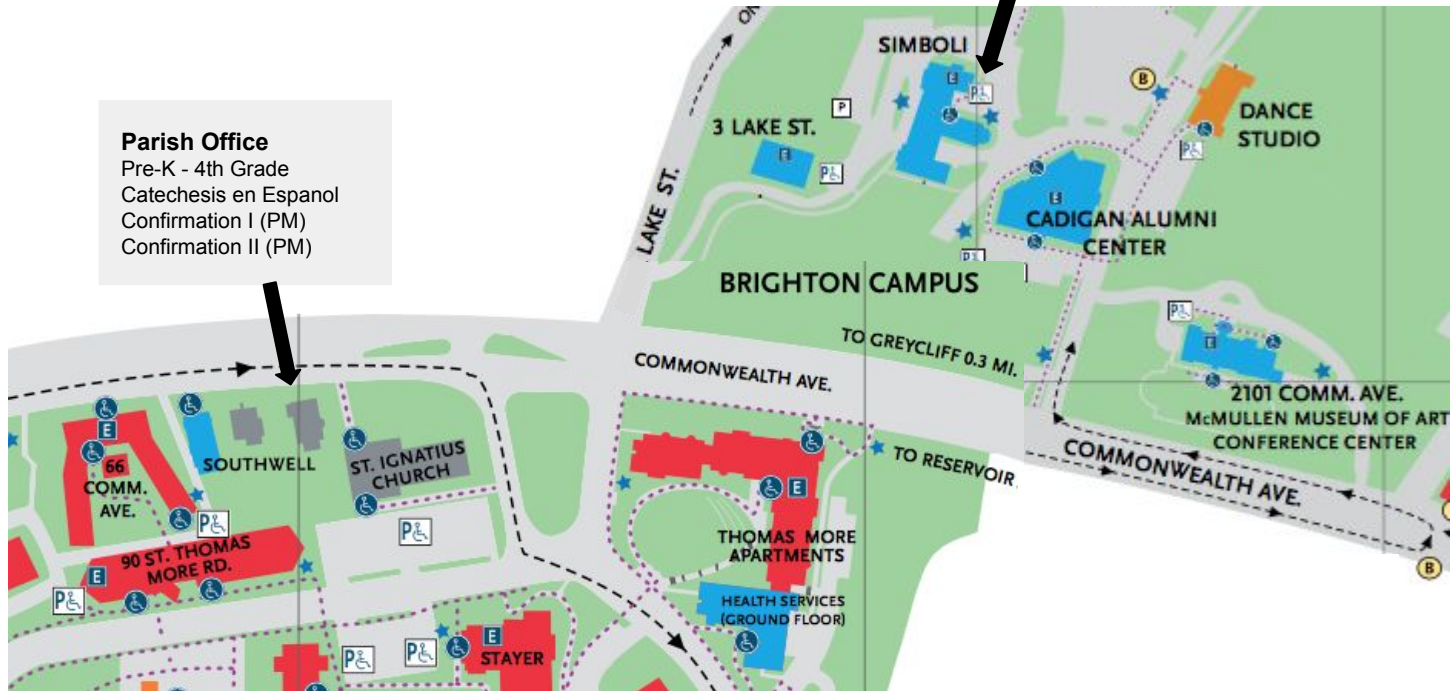 Parish Office
Pre-K - 4th Grade
Catechesis en Espanol
Confirmation I (PM)
Confirmation II (PM)
SIMBOLI
E
P
B
DANCE
STUDIO
3 LAKE ST.
P
E
P
P
LAKE ST.
E
CADIGAN ALUMNI
CENTER
BRIGHTON CAMPUS
TO GREYCLIFF 0.3 MI.
P
E
COMMONWEALTH AVE.
2101 COMM. AVE.
McMULLEN MUSEUM OF ART
CONFERENCE CENTER
COMMONWEALTH AVE.
B
TO RESERVOIR
E
66
COMM.
AVE.
SOUTHWELL
ST. IGNATIUS
CHURCH
E
P
P
90 ST. THOMAS
MORE RD.
E
P
THOMAS MORE
APARTMENTS
HEALTH SERVICES
(GROUND FLOOR)
E
STAYER
P
P